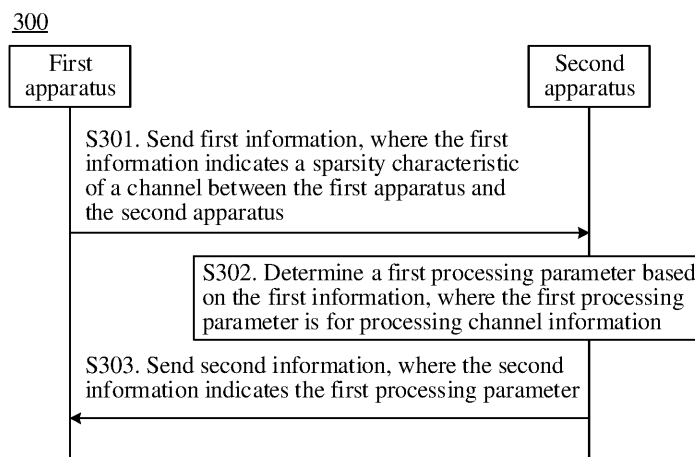 300
First
apparatus
Second
apparatus
S301. Send first information, where the first
information indicates a sparsity characteristic
of a channel between the first apparatus and
the second apparatus
S302. Determine a first processing parameter based
on the first information, where the first processing
parameter is for processing channel information
S303. Send second information, where the second
information indicates the first processing parameter